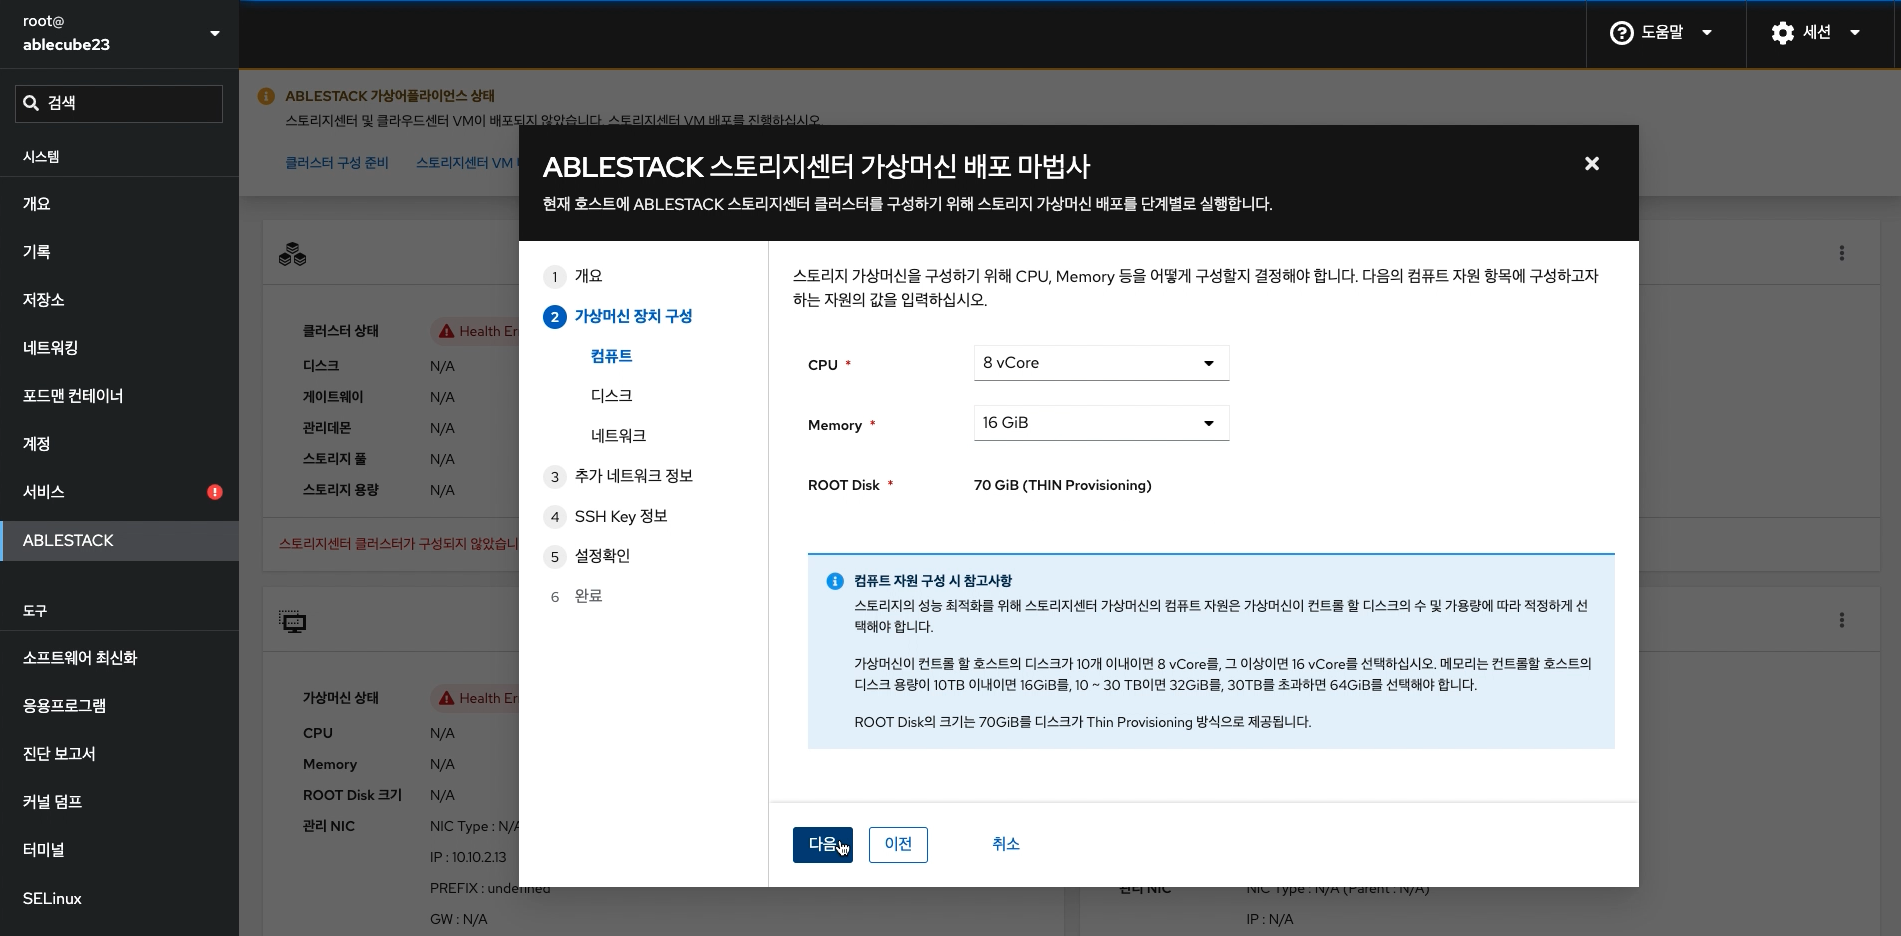 root@
ablecube23
도움말
세션
검색
시스템
개요
기록
저장소
네트워킹
포드맨 컨테이너
계정
서비스
ABLESTACK
도구
소프트웨어 최신화
응용프로그램
진단 보고서
커널 덤프
터미널
SELinux
ABLESTACK 가상어플라이언스 상태
스토리지센터 및 클라우드센터 VM이 배포되지 않았습니다. 스토리지센터 VM 배포를 진행하십시오.
클러스터 구성 준비 스토리지센터 VM
클러스터 상태 Health Er
디스크 N/A
게이트웨이 N/A
관리데몬 N/A
스토리지 풀 N/A
스토리지 용량 N/A
스토리지센터 클러스터가 구성되지 않았습니
가상머신 상태 Health Er
CPU N/A
Memory N/A
ROOT Disk 크기 N/A
관리 NIC NIC Type : N/A
IP : 10.10.2.13
PREFIX : undefined
GW : N/A
관리 NIC NIC Type : N/A (Parent : N/A)
IP : N/A
ABLESTACK 스토리지센터 가상머신 배포 마법사
현재 호스트에 ABLESTACK 스토리지센터 클러스터를 구성하기 위해 스토리지 가상머신 배포를 단계별로 실행합니다.
1 개요
2 가상머신 장치 구성
컴퓨트
디스크
네트워크
3 추가 네트워크 정보
4 SSH Key 정보
5 설정확인
6 완료
스토리지 가상머신을 구성하기 위해 CPU, Memory 등을 어떻게 구성할지 결정해야 합니다. 다음의 컴퓨트 자원 항목에 구성하고자
하는 자원의 값을 입력하십시오.
CPU * 8 vCore
Memory * 16 GiB
ROOT Disk * 70 GiB (THIN Provisioning)
컴퓨트 자원 구성 시 참고사항
스토리지의 성능 최적화를 위해 스토리지센터 가상머신의 컴퓨트 자원은 가상머신이 컨트롤 할 디스크의 수 및 가용량에 따라 적정하게 선
택해야 합니다.
가상머신이 컨트롤 할 호스트의 디스크가 10개 이내이면 8 vCore를, 그 이상이면 16 vCore를 선택하십시오. 메모리는 컨트롤할 호스트의
디스크 용량이 10TB 이내이면 16GiB를, 10 ~ 30 TB이면 32GiB를, 30TB를 초과하면 64GiB를 선택해야 합니다.
ROOT Disk의 크기는 70GiB를 디스크가 Thin Provisioning 방식으로 제공됩니다.
다음 이전 취소